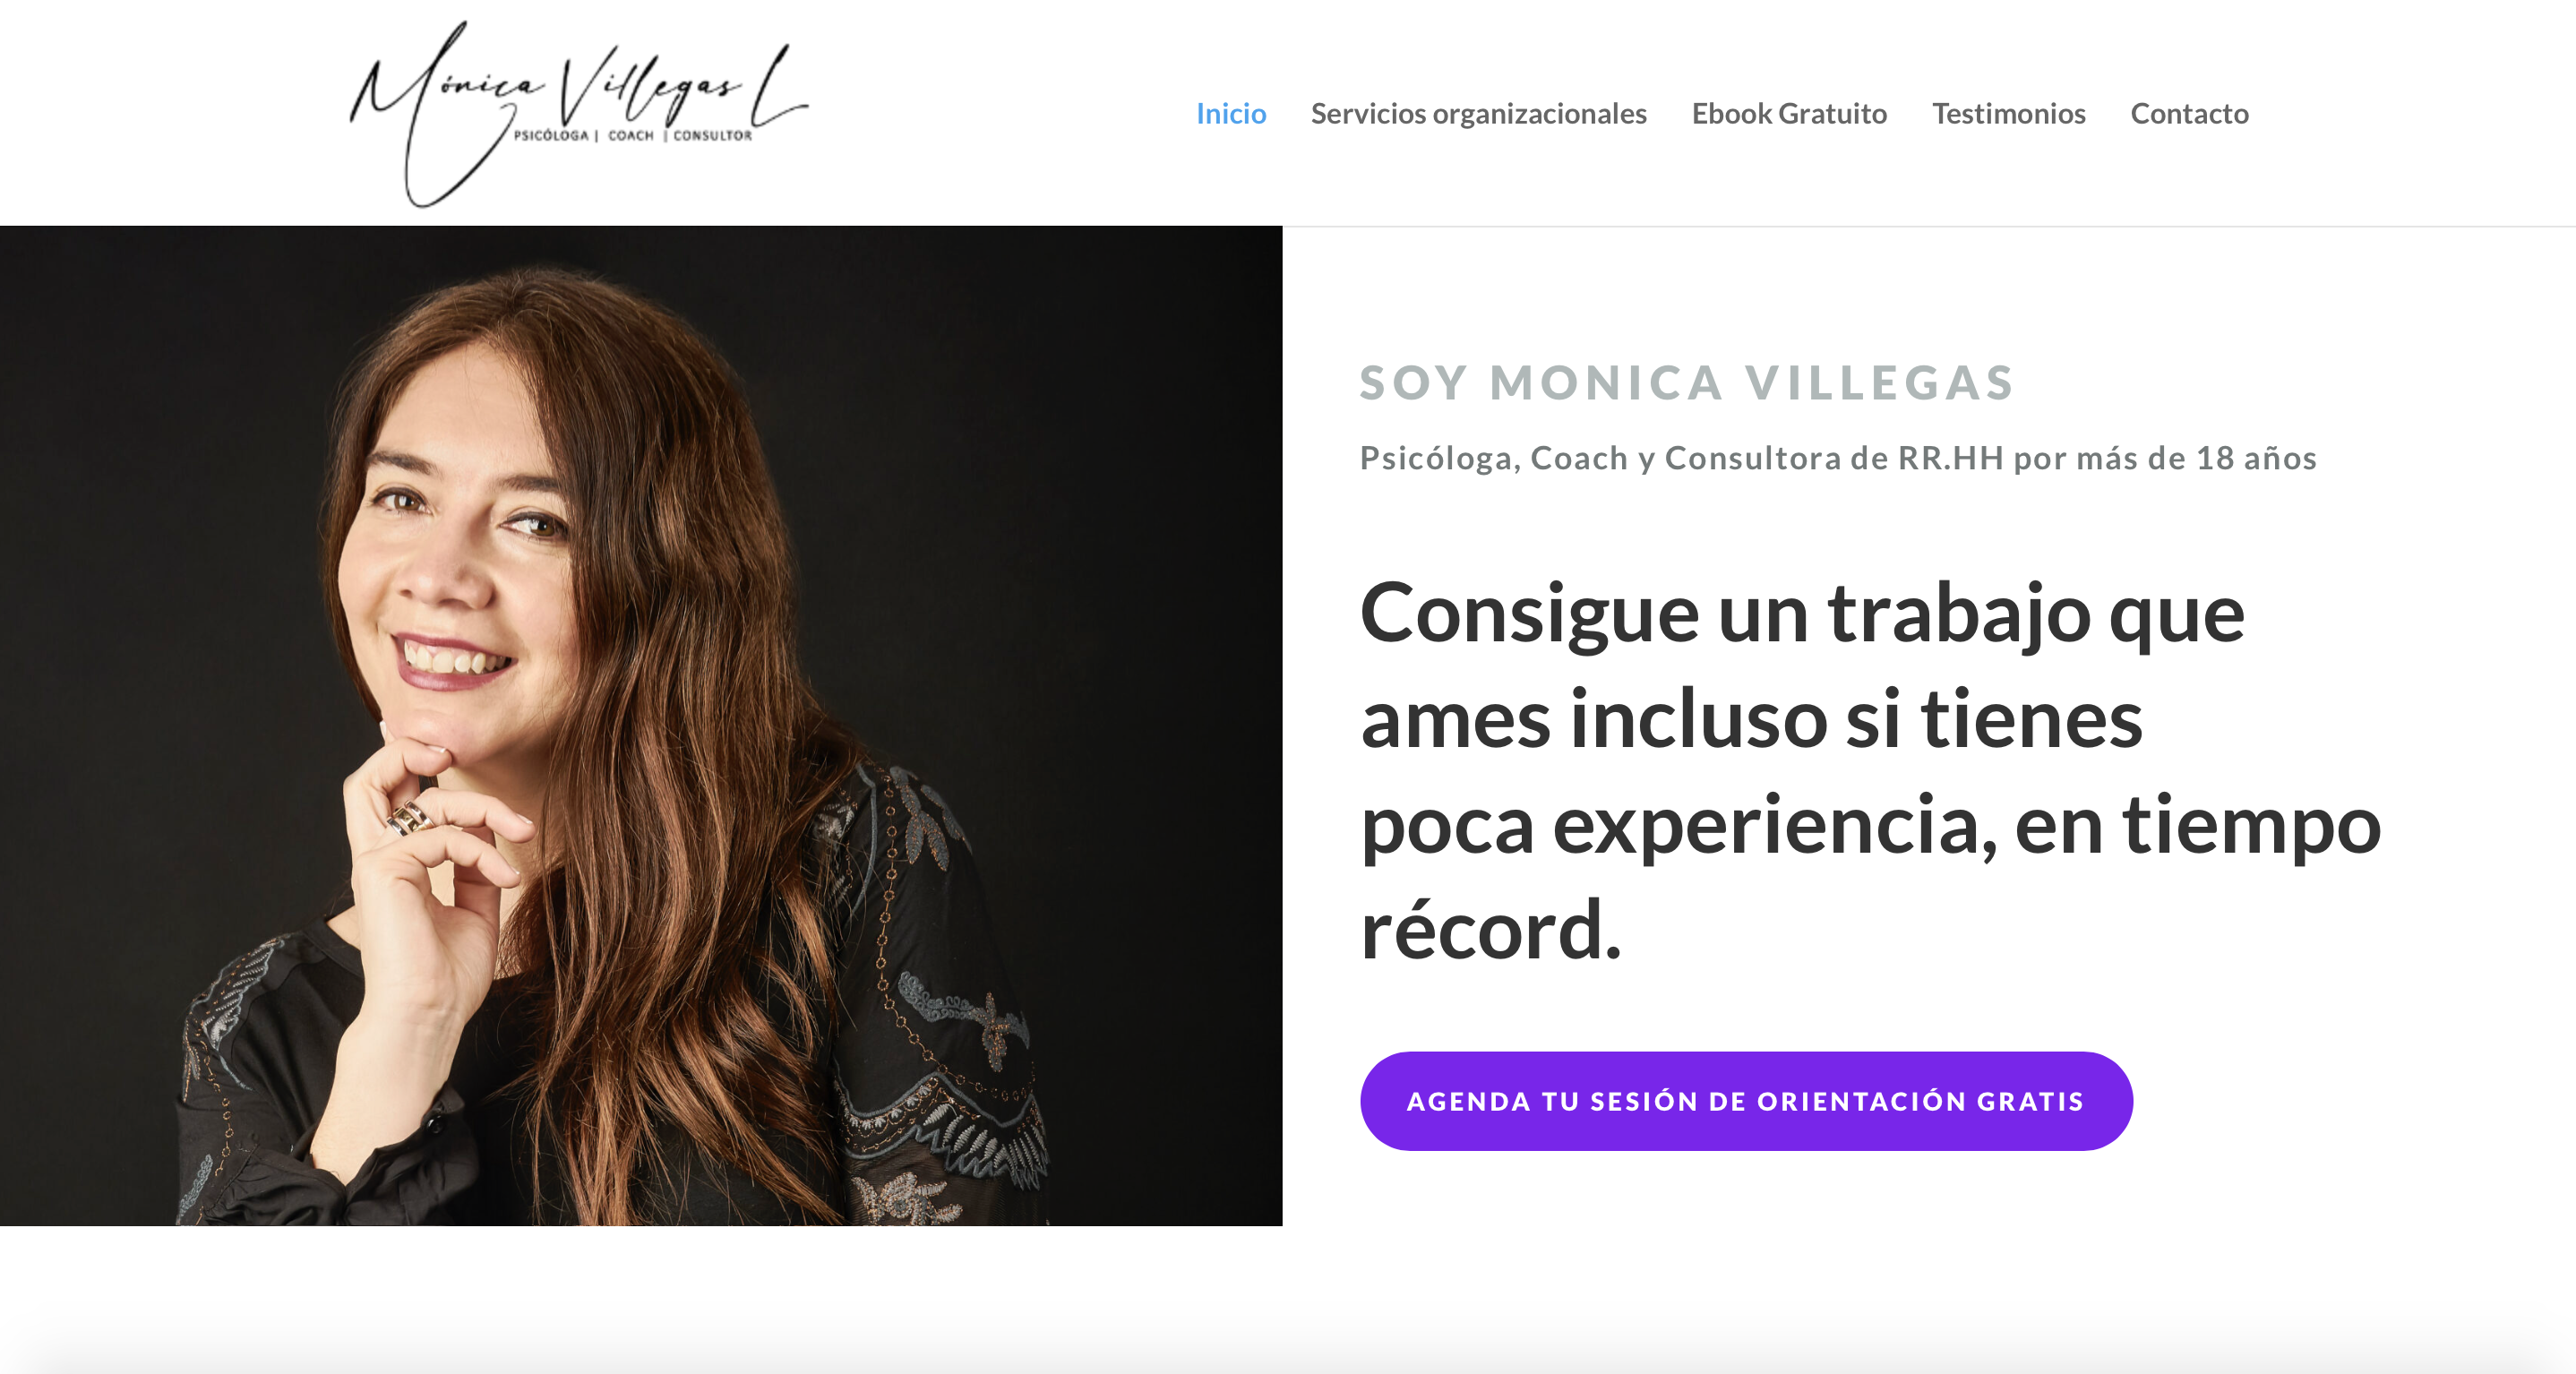 Mónica Villegas L
PSICÓLOGA | COACH | CONSULTOR
Inicio Servicios organizacionales Ebook Gratuito Testimonios Contacto
SOY MONICA VILLEGAS
Psicóloga, Coach y Consultora de RR.HH por más de 18 años
Consigue un trabajo que
ames incluso si tienes
poca experiencia, en tiempo
récord.
AGENDA TU SESIÓN DE ORIENTACIÓN GRATIS